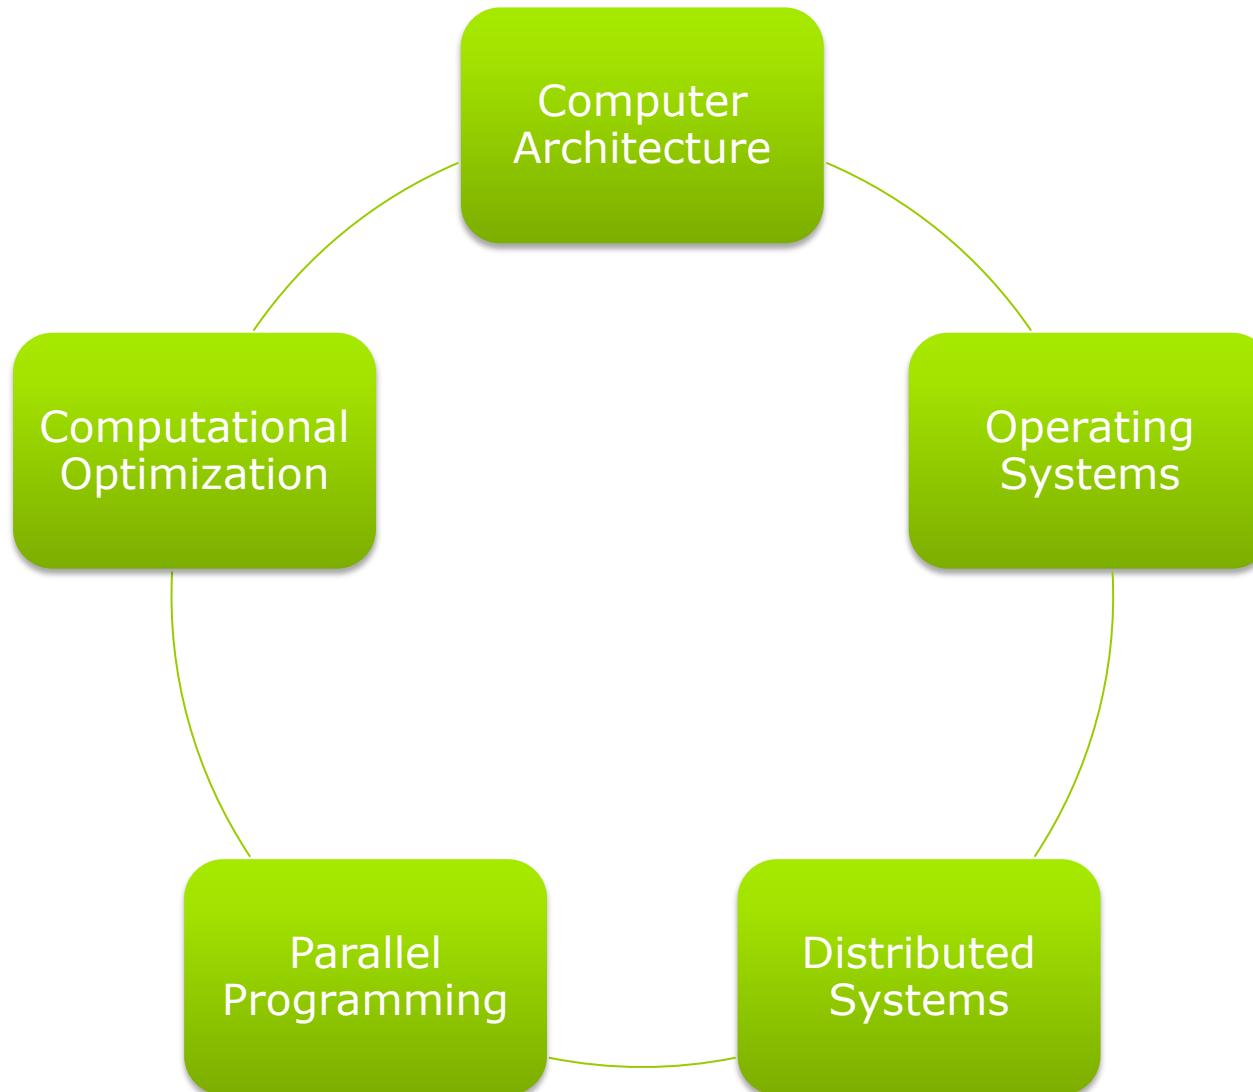 Computer
Architecture
Computational
Optimization
Operating
Systems
Parallel
Programming
Distributed
Systems